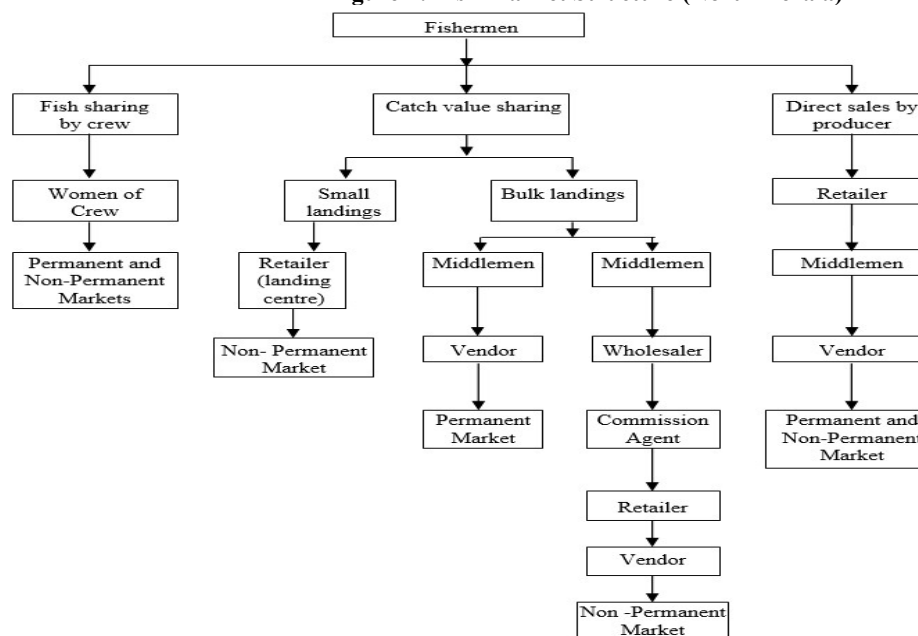 Fishermen
Fish sharing
by crew
Catch value sharing
Direct sales by
producer
Women of
Crew
Small
landings
Bulk landings
Retailer
Permanent and
Non-Permanent
Markets
Retailer
(landing
centre)
Middlemen
Middlemen
Middlemen
Non- Permanent
Market
Vendor
Wholesaler
Vendor
Permanent
Market
Commission
Agent
Permanent and
Non-Permanent
Market
Retailer
Vendor
Non -Permanent
Market